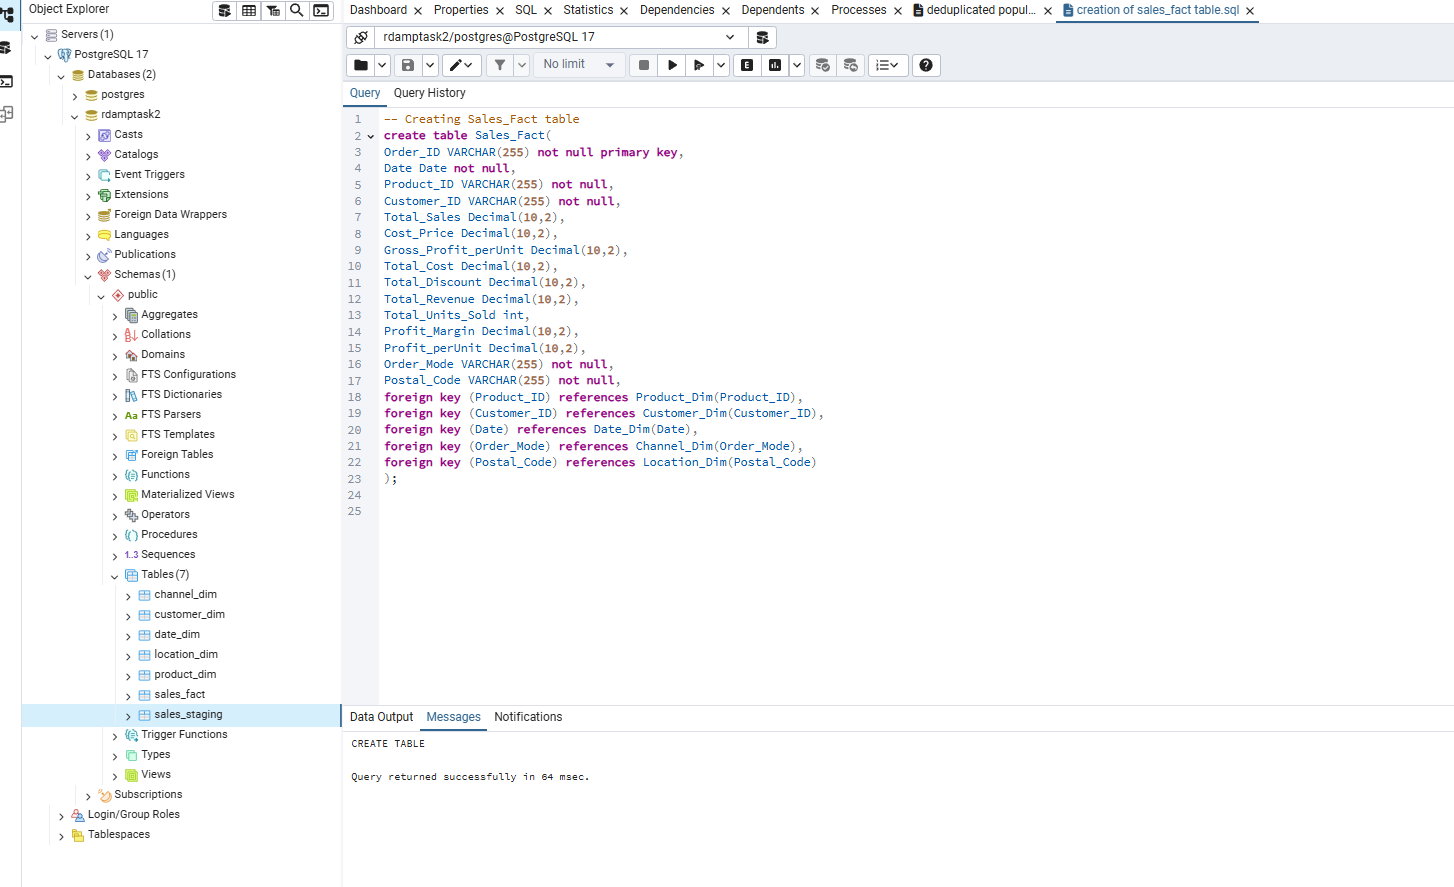 Object Explorer
Servers (1)
PostgreSQL 17
Databases (2)
postgres
rdamptask2
Casts
Catalogs
Event Triggers
Extensions
Foreign Data Wrappers
Languages
Publications
Schemas (1)
public
Aggregates
Collations
Domains
FTS Configurations
FTS Dictionaries
Aa FTS Parsers
FTS Templates
Foreign Tables
Functions
Materialized Views
Operators
Procedures
1..3 Sequences
Tables (7)
channel_dim
customer_dim
date_dim
location_dim
product_dim
sales_fact
sales_staging
Trigger Functions
Types
Views
Subscriptions
Login/Group Roles
Tablespaces
Dashboard Properties SQL Statistics Dependencies Dependents Processes deduplicated popul... creation of sales_fact table.sql
rdamptask2/postgres@PostgreSQL 17
No limit E
Query Query History
1 -- Creating Sales_Fact table
2 create table Sales_Fact(
3 Order_ID VARCHAR(255) not null primary key,
4 Date Date not null,
5 Product_ID VARCHAR(255) not null,
6 Customer_ID VARCHAR(255) not null,
7 Total_Sales Decimal(10,2),
8 Cost_Price Decimal(10,2),
9 Gross_Profit_perUnit Decimal(10,2),
10 Total_Cost Decimal(10,2),
11 Total_Discount Decimal(10,2),
12 Total_Revenue Decimal(10,2),
13 Total_Units_Sold int,
14 Profit_Margin Decimal(10,2),
15 Profit_perUnit Decimal(10,2),
16 Order_Mode VARCHAR(255) not null,
17 Postal_Code VARCHAR(255) not null,
18 foreign key (Product_ID) references Product_Dim(Product_ID),
19 foreign key (Customer_ID) references Customer_Dim(Customer_ID),
20 foreign key (Date) references Date_Dim(Date),
21 foreign key (Order_Mode) references Channel_Dim(Order_Mode),
22 foreign key (Postal_Code) references Location_Dim(Postal_Code)
23 );
24
25
Data Output Messages Notifications
CREATE TABLE
Query returned successfully in 64 msec.